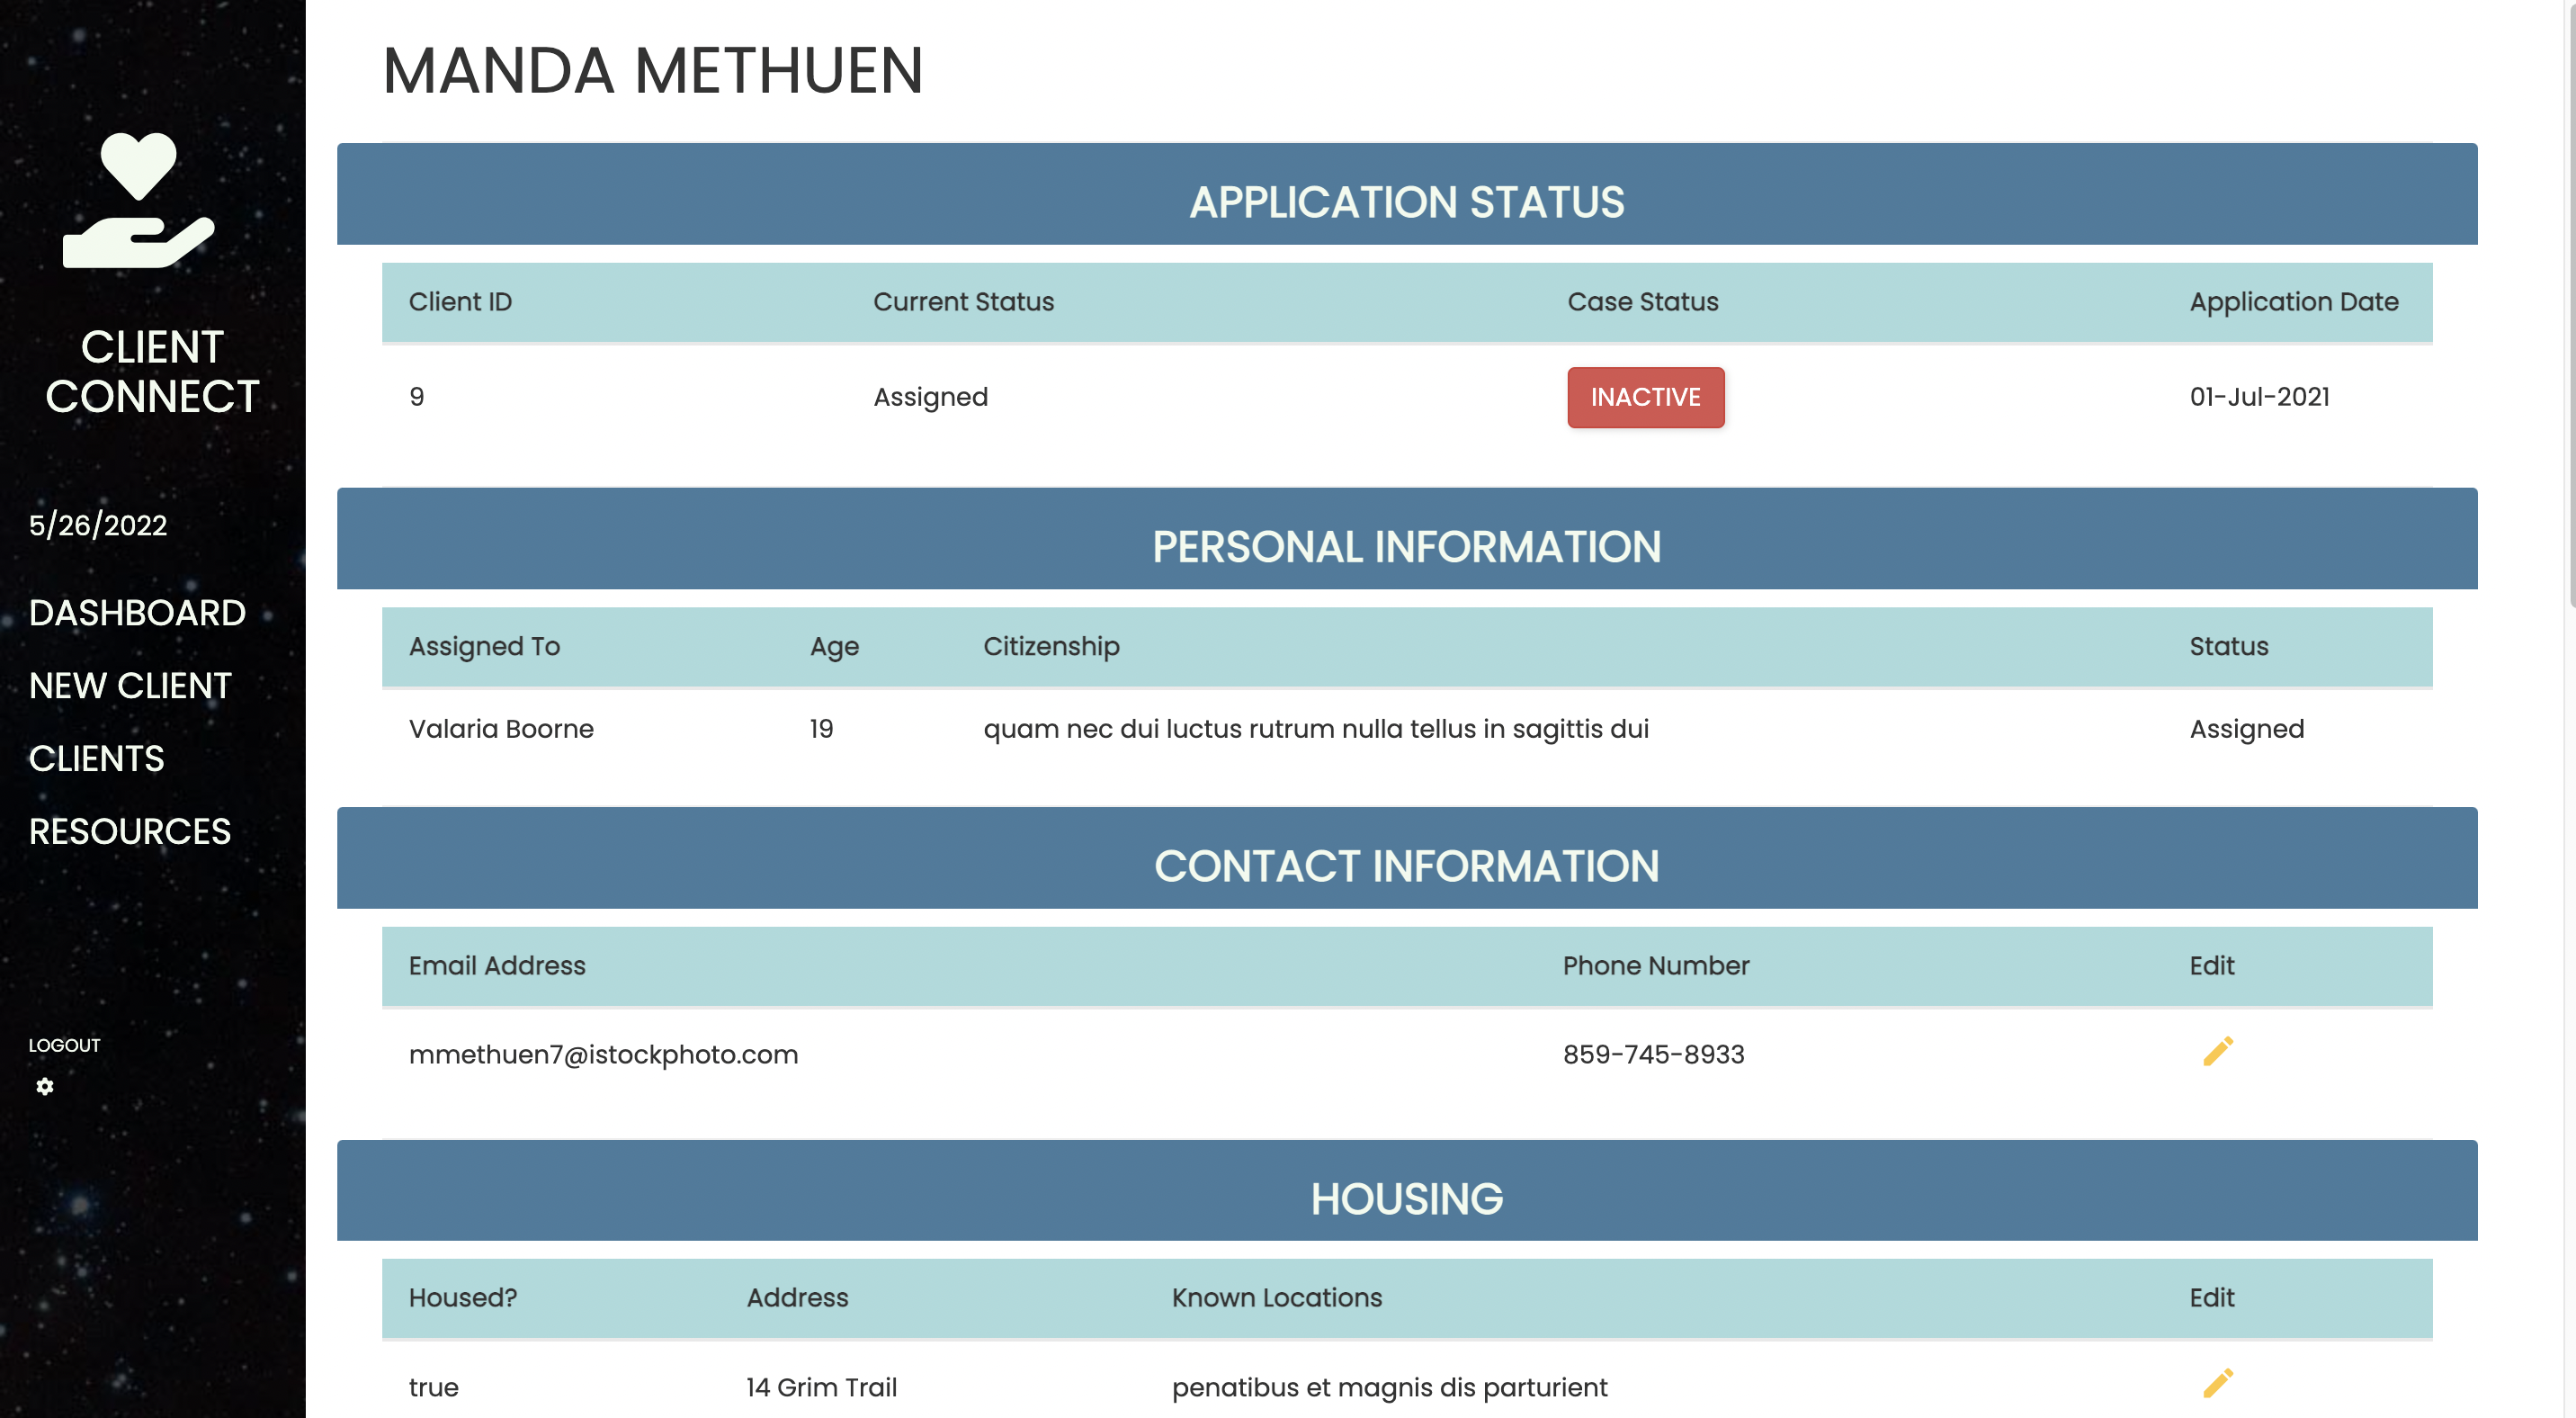 CLIENT
CONNECT
5/26/2022
DASHBOARD
NEW CLIENT
CLIENTS
RESOURCES
LOGOUT
MANDA METHUEN
APPLICATION STATUS
Client ID Current Status Case Status Application Date
9 Assigned INACTIVE 01-Jul-2021
PERSONAL INFORMATION
Assigned To Age Citizenship Status
Valaria Boorne 19 quam nec dui luctus rutrum nulla tellus in sagittis dui Assigned
CONTACT INFORMATION
Email Address Phone Number Edit
mmethuen7@istockphoto.com 859-745-8933
HOUSING
Housed? Address Known Locations Edit
true 14 Grim Trail penatibus et magnis dis parturient